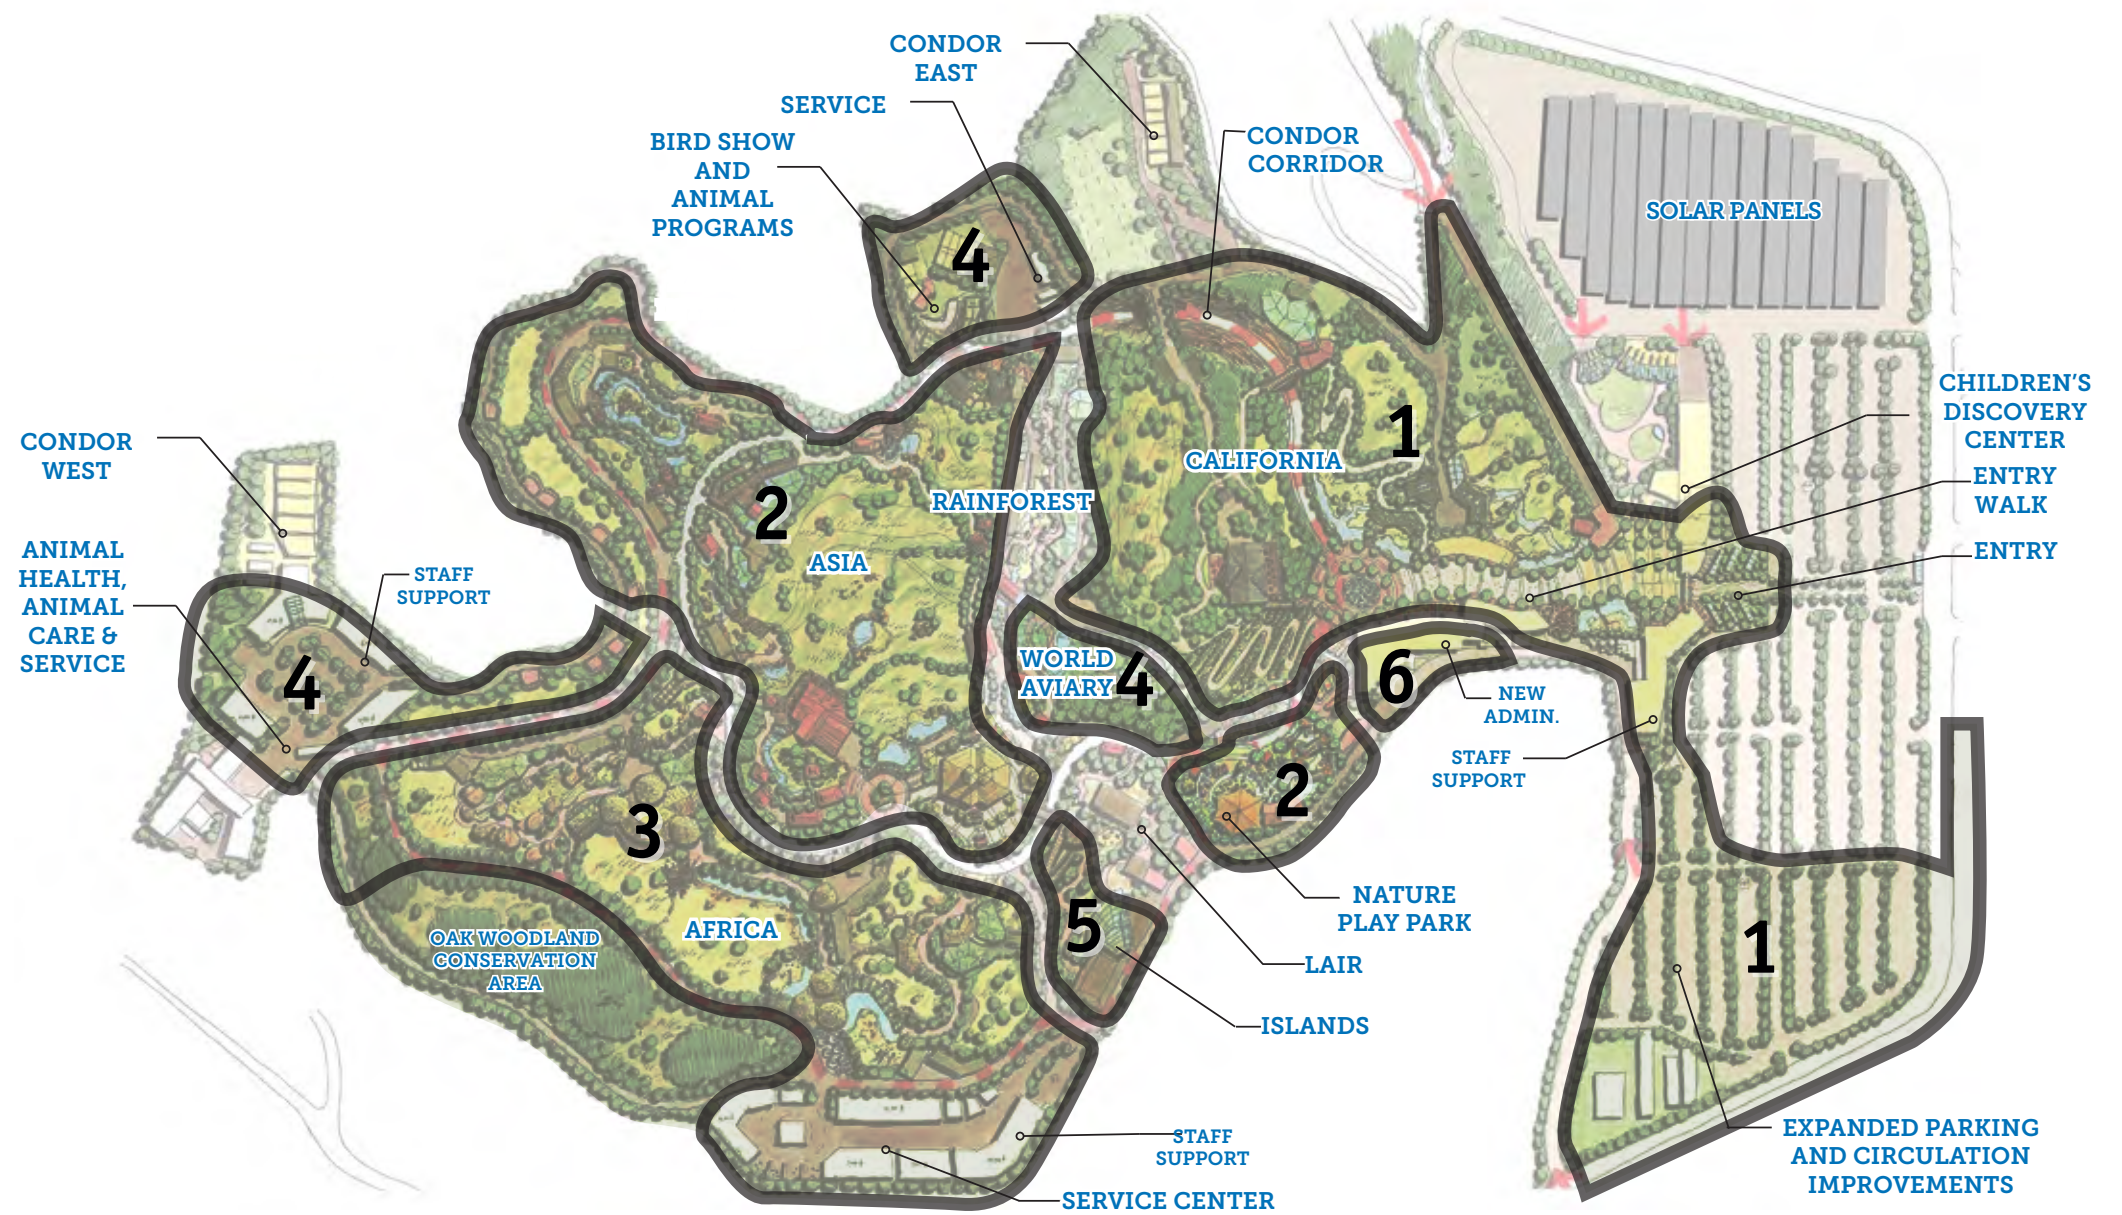 CONDOR
EAST
SERVICE
BIRD SHOW
AND
ANIMAL
PROGRAMS
CONDOR
CORRIDOR
SOLAR PANELS
4
1
CALIFORNIA
CHILDREN'S
DISCOVERY
CENTER
ENTRY
WALK
ENTRY
CONDOR
WEST
ANIMAL
HEALTH,
ANIMAL
CARE &
SERVICE
STAFF
SUPPORT
4
2
ASIA
RAINFOREST
WORLD
AVIARY
4
6
NEW
ADMIN.
STAFF
SUPPORT
2
NATURE
PLAY PARK
3
AFRICA
OAK WOODLAND
CONSERVATION
AREA
5
LAIR
ISLANDS
1
STAFF
SUPPORT
SERVICE CENTER
EXPANDED PARKING
AND CIRCULATION
IMPROVEMENTS